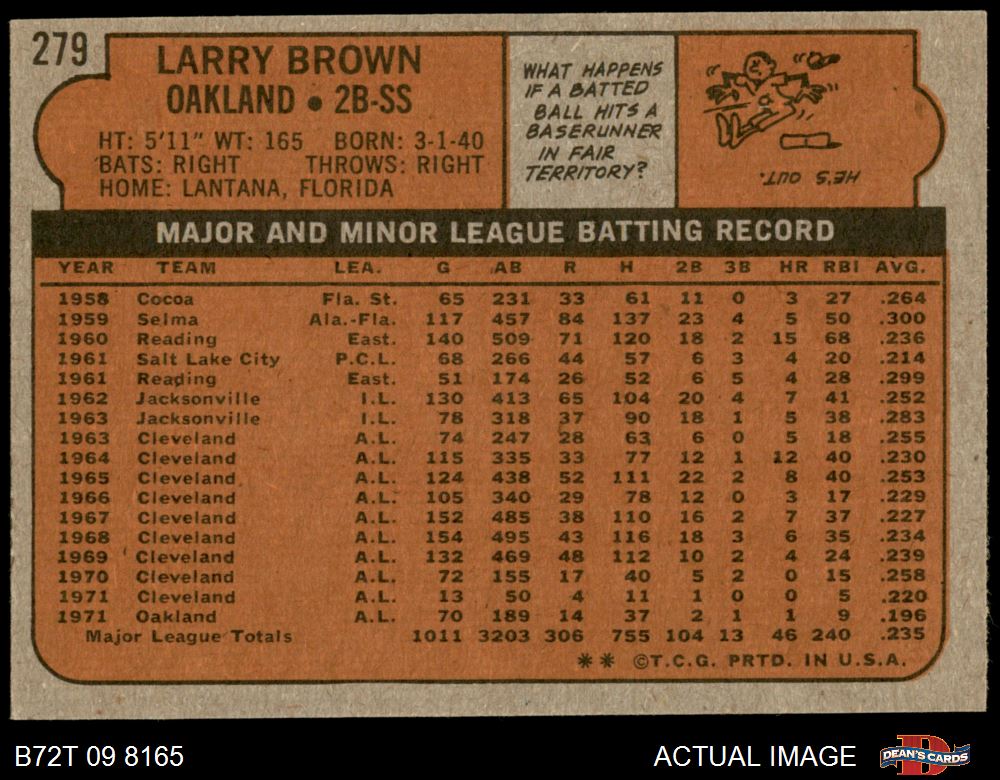 279
LARRY BROWN
OAKLAND • 2B-SS
HT: 5'11" WT: 165 BORN: 3-1-40
BATS: RIGHT THROWS: RIGHT
HOME: LANTANA, FLORIDA
WHAT HAPPENS
IF A BATTED
BALL HITS A
BASERUNNER
IN FAIR
TERRITORY?
HE'S OUT.
MAJOR AND MINOR LEAGUE BATTING RECORD
YEAR TEAM LEA. G AB R H 2B 3B HR RBI AVG.
1958 Cocoa Fla. St. 65 231 33 61 11 0 3 27 .264
1959 Selma Ala.-Fla. 117 457 84 137 23 4 5 50 .300
1960 Reading East. 140 509 71 120 18 2 15 68 .236
1961 Salt Lake City P.C.L. 68 266 44 57 6 3 4 20 .214
1961 Reading East. 51 174 26 52 6 5 4 28 .299
1962 Jacksonville I.L. 130 413 65 104 20 4 7 41 .252
1963 Jacksonville I.L. 78 318 37 90 18 1 5 38 .283
1963 Cleveland A.L. 74 247 28 63 6 0 5 18 .255
1964 Cleveland A.L. 115 335 33 77 12 1 12 40 .230
1965 Cleveland A.L. 124 438 52 111 22 2 8 40 .253
1966 Cleveland A.L. 105 340 29 78 12 0 3 17 .229
1967 Cleveland A.L. 152 485 38 110 16 2 7 37 .227
1968 Cleveland A.L. 154 495 43 116 18 3 6 35 .234
1969 Cleveland A.L. 132 469 48 112 10 2 4 24 .239
1970 Cleveland A.L. 72 155 17 40 5 2 0 15 .258
1971 Cleveland A.L. 13 50 4 11 1 0 0 5 .220
1971 Oakland A.L. 70 189 14 37 2 1 1 9 .196
Major League Totals 1011 3203 306 755 104 13 46 240 .235
** ©T.C.G. PRTD. IN U.S.A.
B72T 09 8165
ACTUAL IMAGE
DEAN'S CARDS